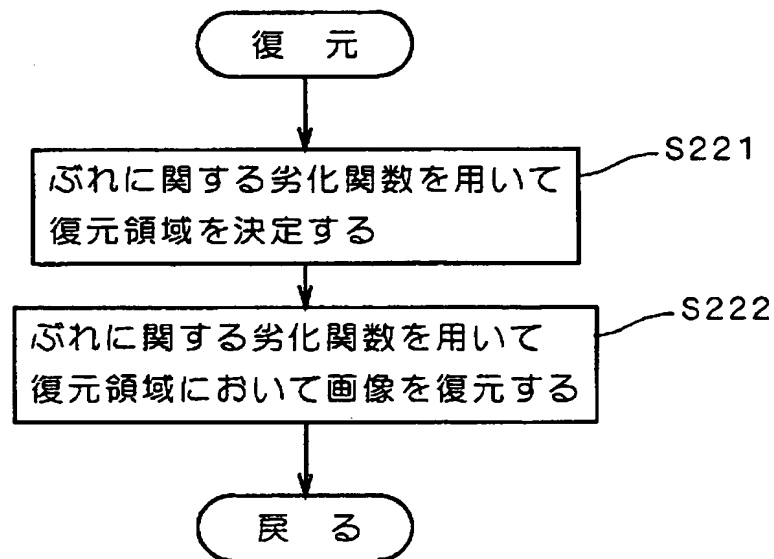 復 元
S221
ぶれに関する劣化関数を用いて
復元領域を決定する
S222
ぶれに関する劣化関数を用いて
復元領域において画像を復元する
戻 る